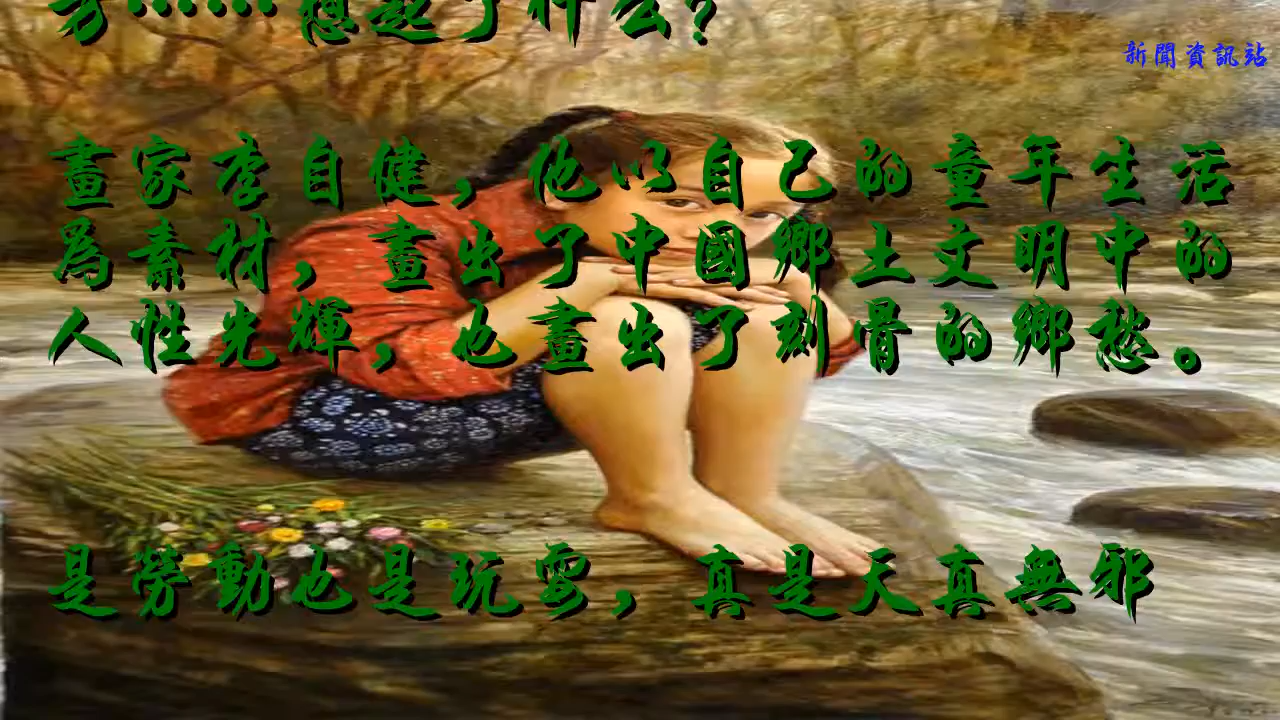 方……想起了什么？
新聞資訊站
畫家李自健，他以自己的童年生活
為素材，畫出了中國鄉土文明中的
人性光輝，也畫出了刻骨的鄉愁。
是勞動也是玩耍，真是天真無邪